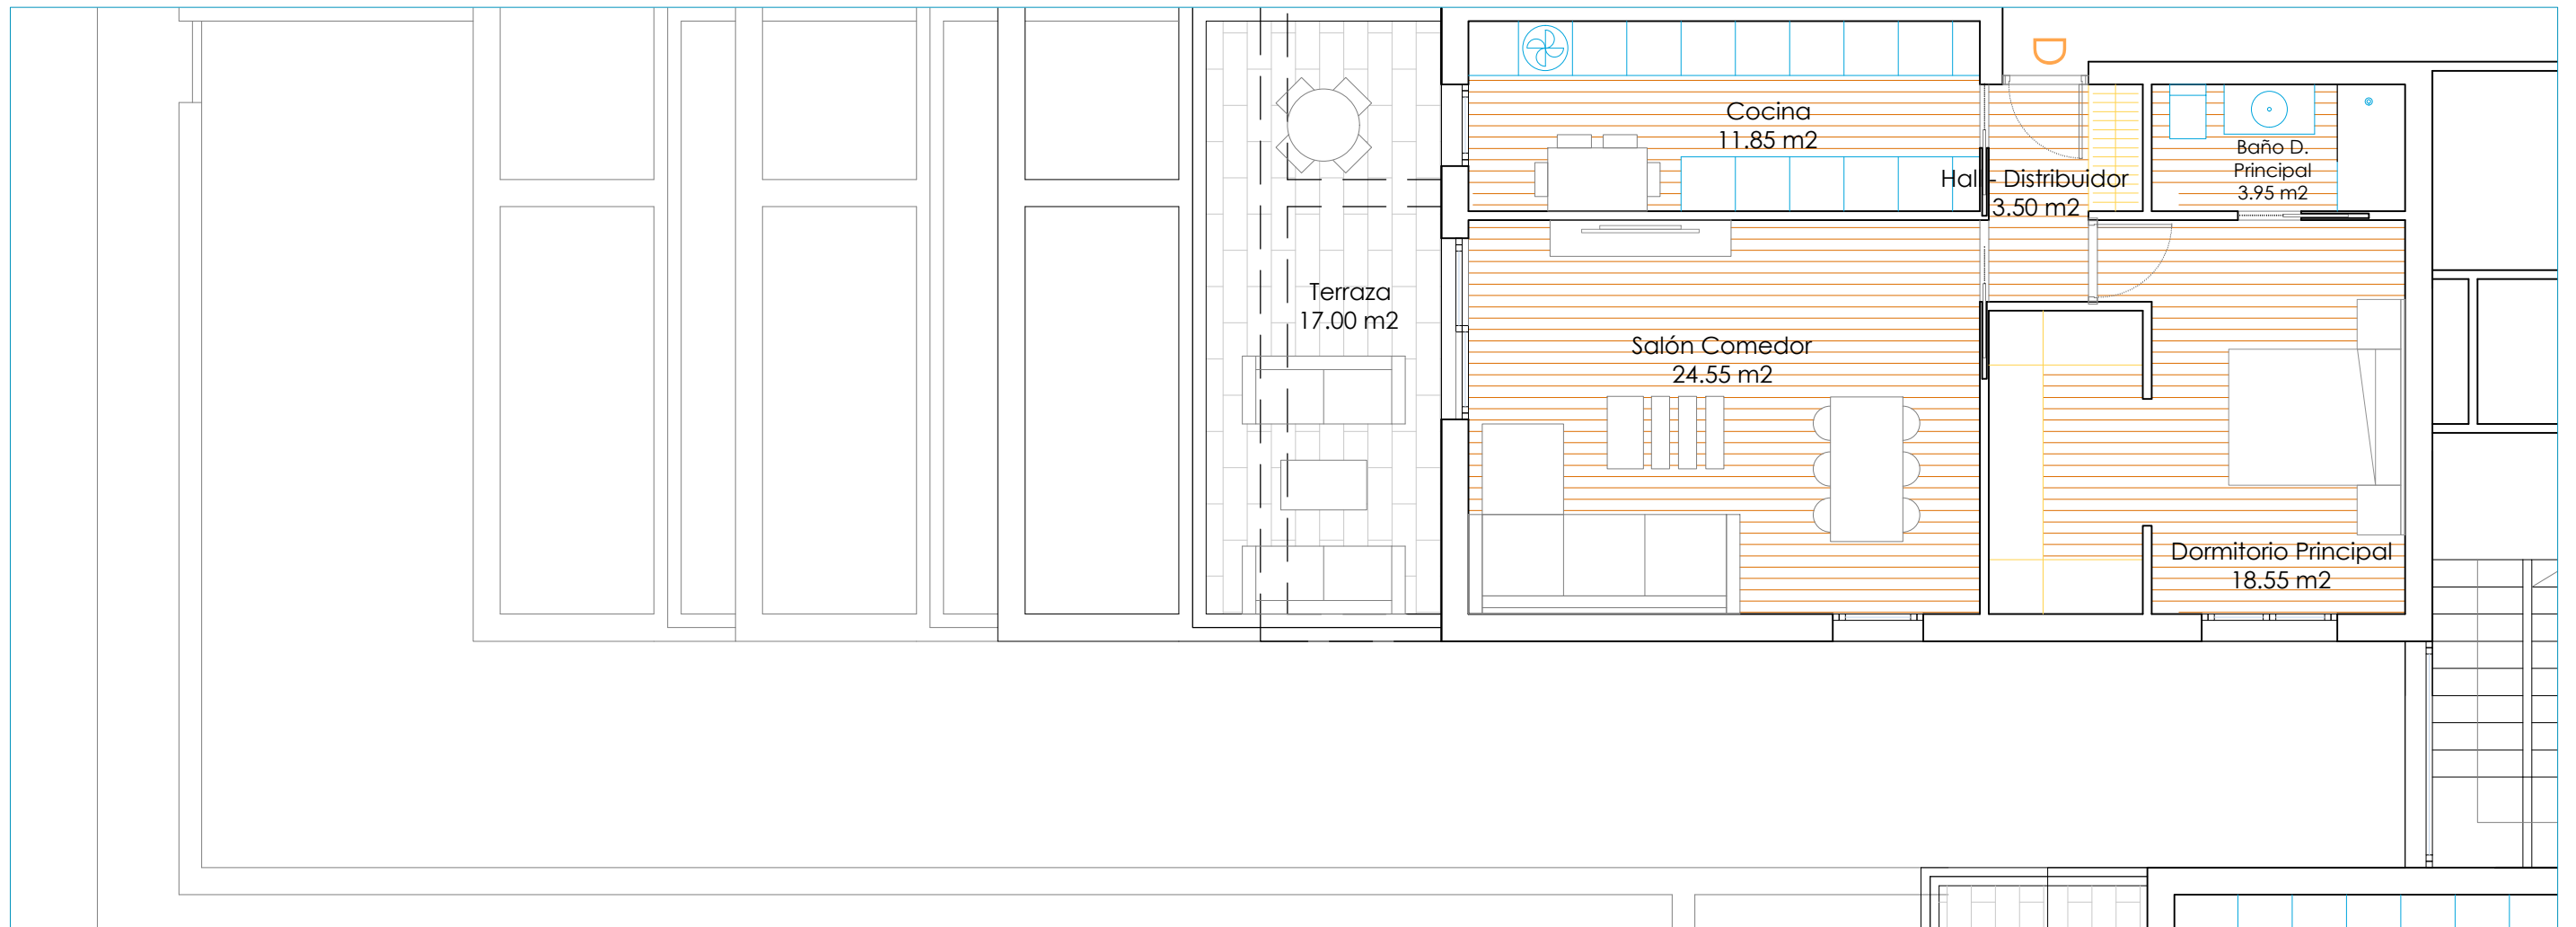 D
Cocina
11.85 m2
Baño D.
Principal
3.95 m2
Hall - Distribuidor
3.50 m2
Terraza
17.00 m2
Salón Comedor
24.55 m2
Dormitorio Principal
18.55 m2